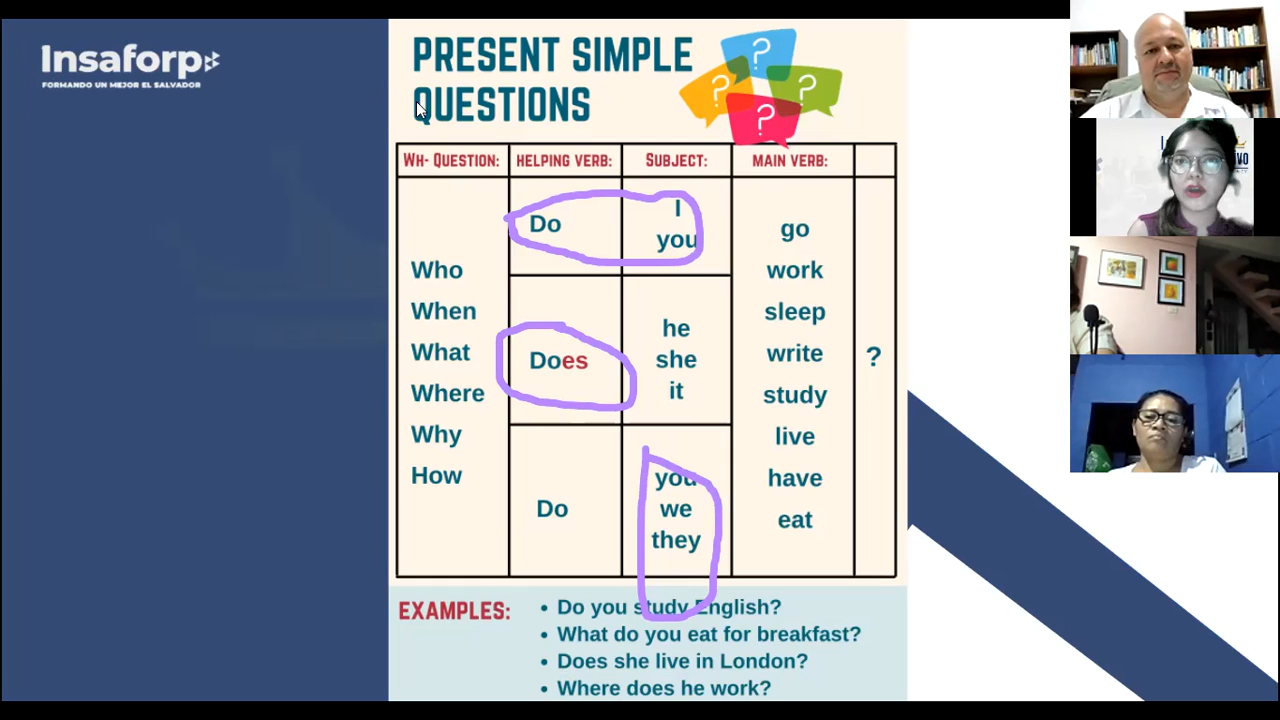 Insaforp
FORMANDO UN MEJOR EL SALVADOR
PRESENT SIMPLE
QUESTIONS
? ? ? ?
WH- QUESTION: HELPING VERB: SUBJECT: MAIN VERB:
Who
When
What
Where
Why
How
Do
Does
Do
I
you
he
she
it
you
we
they
go
work
sleep
write
study
live
have
eat
?
EXAMPLES:
• Do you study English?
• What do you eat for breakfast?
• Does she live in London?
• Where does he work?